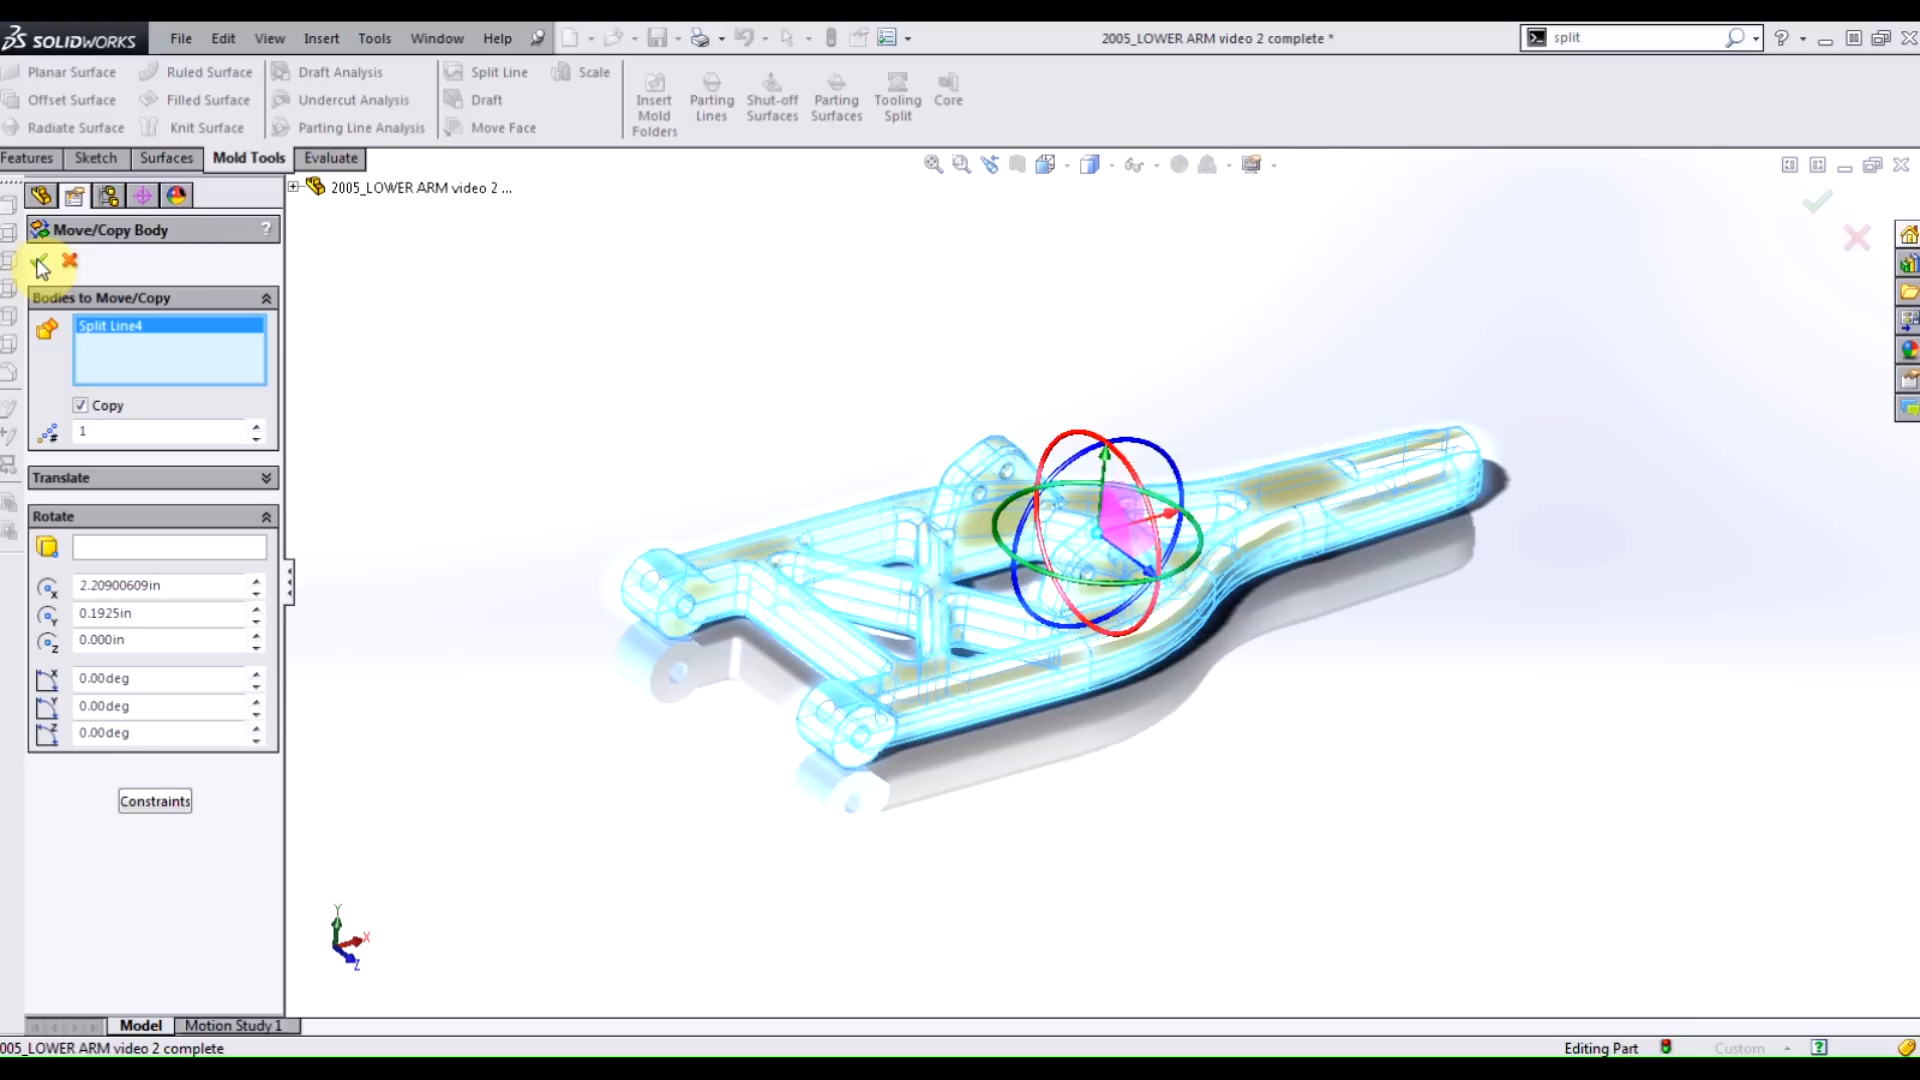 SOLIDWORKS File Edit View Insert Tools Window Help 2005_LOWER ARM video 2 complete * split
Planar Surface Ruled Surface Draft Analysis Split Line Scale
Offset Surface Filled Surface Undercut Analysis Draft
Radiate Surface Knit Surface Parting Line Analysis Move Face
Insert Mold Folders Parting Lines Shut-off Surfaces Parting Surfaces Tooling Split Core
Features Sketch Surfaces Mold Tools Evaluate
2005_LOWER ARM video 2 ...
Move/Copy Body ?
Bodies to Move/Copy
Split Line4
Copy
1
Translate
Rotate
2.20900609in
0.1925in
0.000in
0.00deg
0.00deg
0.00deg
Constraints
Y
X
Z
Model Motion Study 1
005_LOWER ARM video 2 complete Editing Part Custom ?